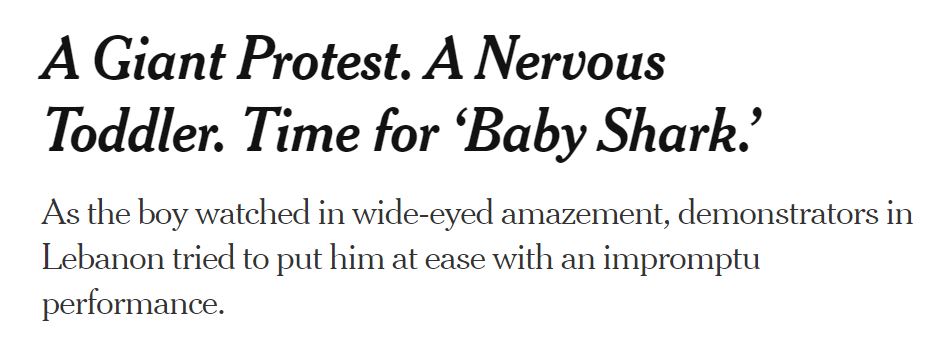 A Giant Protest. A Nervous
Toddler. Time for ‘Baby Shark.’
As the boy watched in wide-eyed amazement, demonstrators in
Lebanon tried to put him at ease with an impromptu
performance.